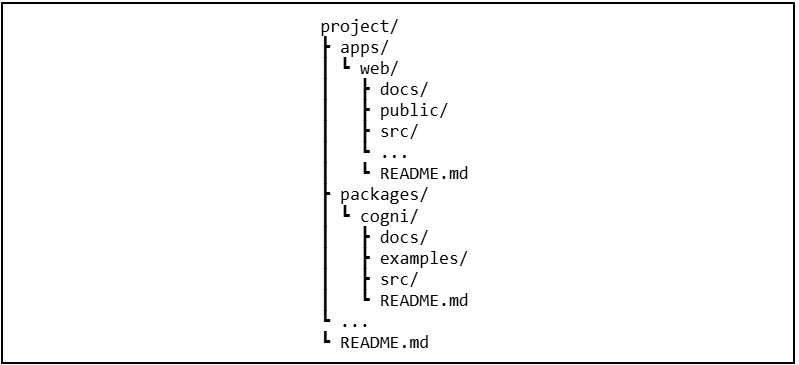 project/
┣ apps/
┃ ┗ web/
┃   ┣ docs/
┃   ┣ public/
┃   ┣ src/
┃   ┗ ...
┃   ┗ README.md
┣ packages/
┃ ┗ cogni/
┃   ┣ docs/
┃   ┣ examples/
┃   ┣ src/
┃   ┗ README.md
┗ ...
┗ README.md